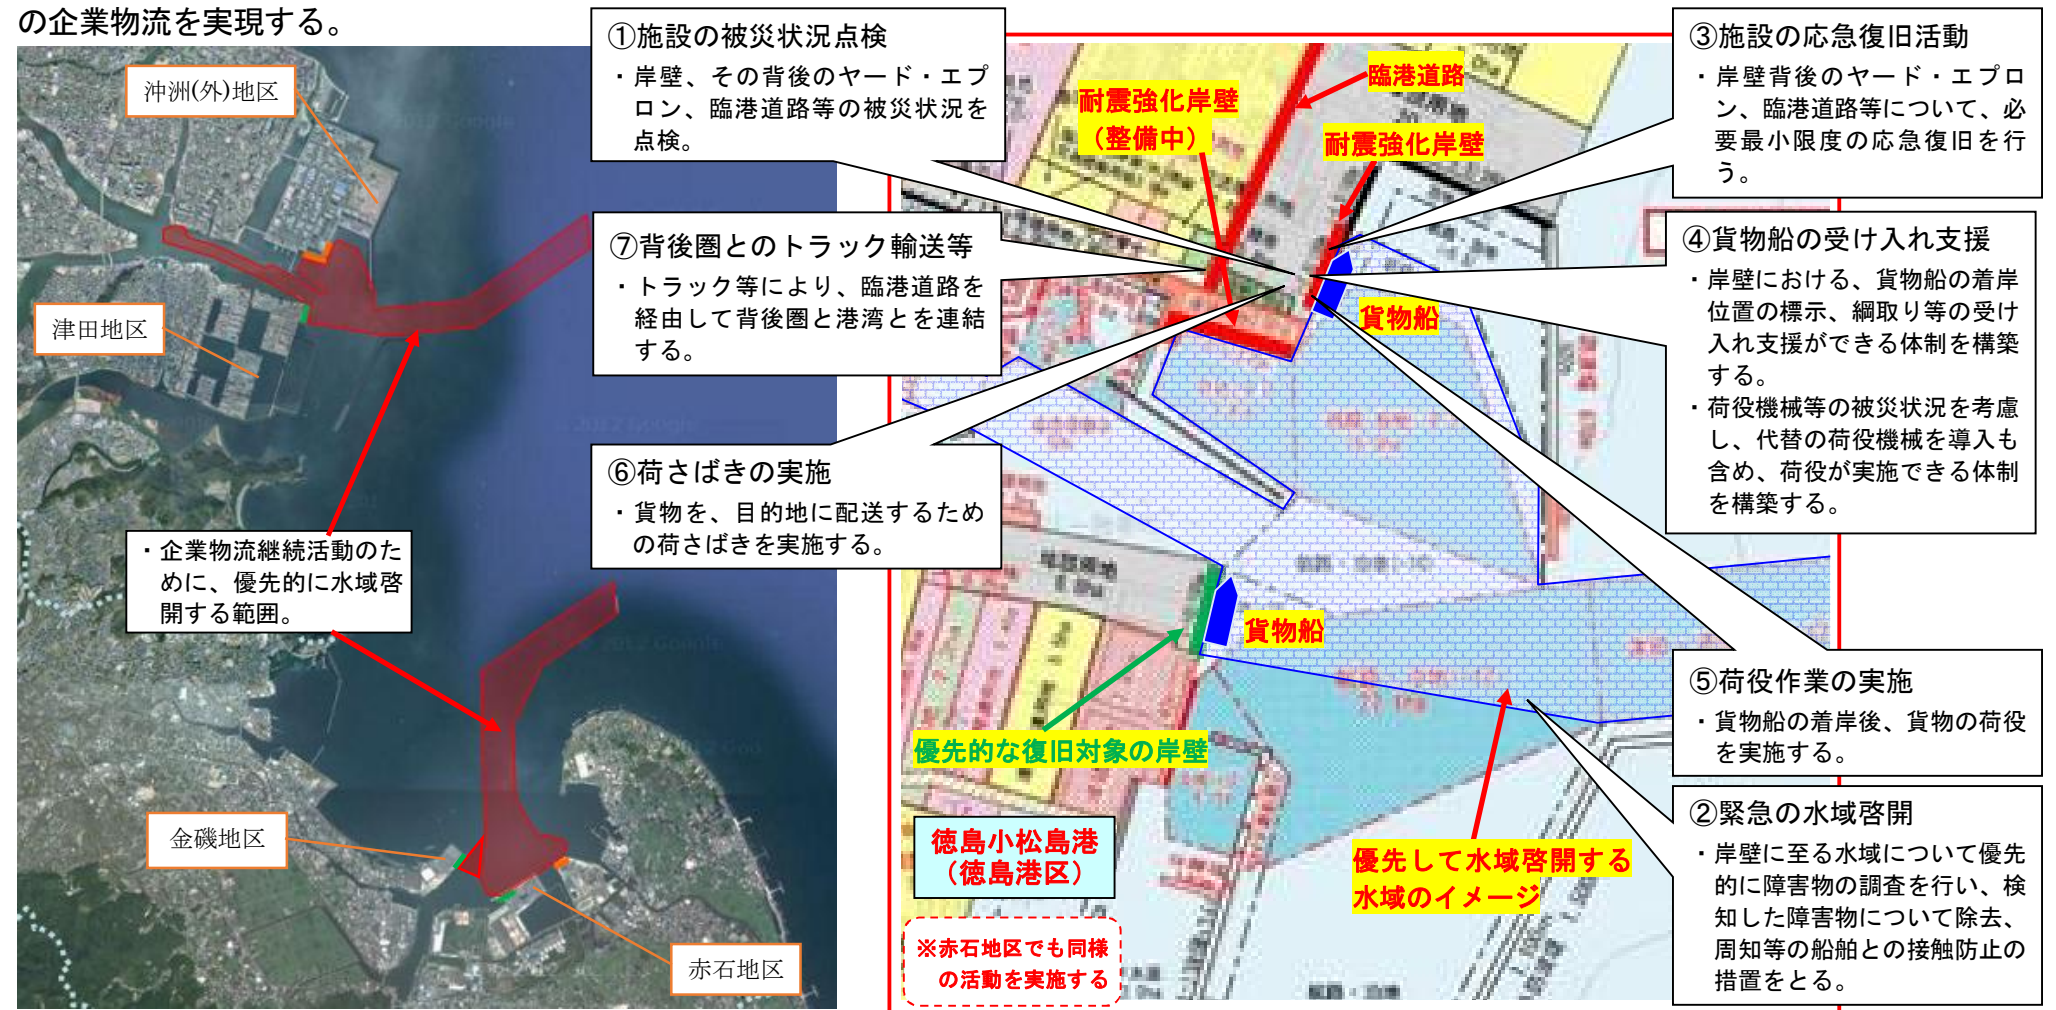 の企業物流を実現する。
沖洲(外)地区
津田地区
・企業物流継続活動のた
めに、優先的に水域啓
開する範囲。
金磯地区
赤石地区
①施設の被災状況点検
・岸壁、その背後のヤード・エプ
ロン、臨港道路等の被災状況を
点検。
⑦背後圏とのトラック輸送等
・トラック等により、臨港道路を
経由して背後圏と港湾とを連結
する。
⑥荷さばきの実施
・貨物を、目的地に配送するため
の荷さばきを実施する。
耐震強化岸壁
（整備中）
臨港道路
耐震強化岸壁
貨物船
貨物船
優先的な復旧対象の岸壁
徳島小松島港
（徳島港区）
※赤石地区でも同様
の活動を実施する
優先して水域啓開する
水域のイメージ
③施設の応急復旧活動
・岸壁背後のヤード・エプロ
ン、臨港道路等について、必
要最小限度の応急復旧を行
う。
④貨物船の受け入れ支援
・岸壁における、貨物船の着岸
位置の標示、綱取り等の受け
入れ支援ができる体制を構築
する。
・荷役機械等の被災状況を考慮
し、代替の荷役機械を導入も
含め、荷役が実施できる体制
を構築する。
⑤荷役作業の実施
・貨物船の着岸後、貨物の荷役
を実施する。
②緊急の水域啓開
・岸壁に至る水域について優先
的に障害物の調査を行い、検
知した障害物について除去、
周知等の船舶との接触防止の
措置をとる。